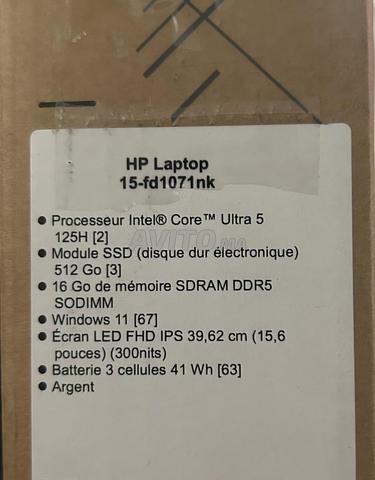 HP Laptop
15-fd1071nk
● Processeur Intel® Core™ Ultra 5
125H [2]
● Module SSD (disque dur électronique)
512 Go [3]
● 16 Go de mémoire SDRAM DDR5
SODIMM
● Windows 11 [67]
● Écran LED FHD IPS 39,62 cm (15,6
pouces) (300nits)
● Batterie 3 cellules 41 Wh [63]
● Argent
AVITO.ma